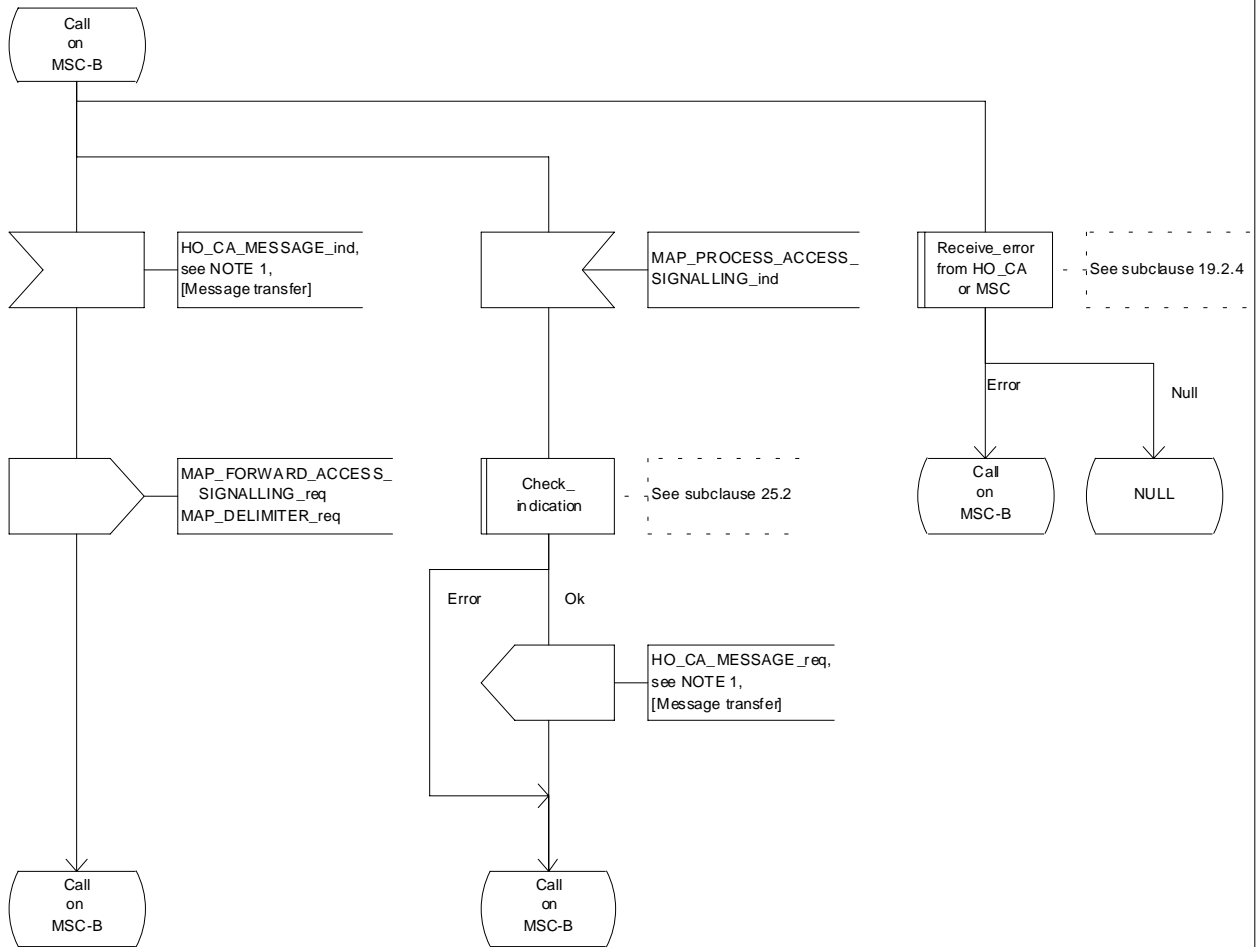 Call
on
MSC-B
HO_CA_MESSAGE_ind,
see NOTE 1,
[Message transfer]
MAP_PROCESS_ACCESS_
SIGNALLING_ind
Receive_error
from HO_CA
or MSC
See subclause 19.2.4
Error
Null
MAP_FORWARD_ACCESS_
SIGNALLING_req
MAP_DELIMITER_req
Check_
indication
See subclause 25.2
Call
on
MSC-B
NULL
Error
Ok
HO_CA_MESSAGE_req,
see NOTE 1,
[Message transfer]
Call
on
MSC-B
Call
on
MSC-B